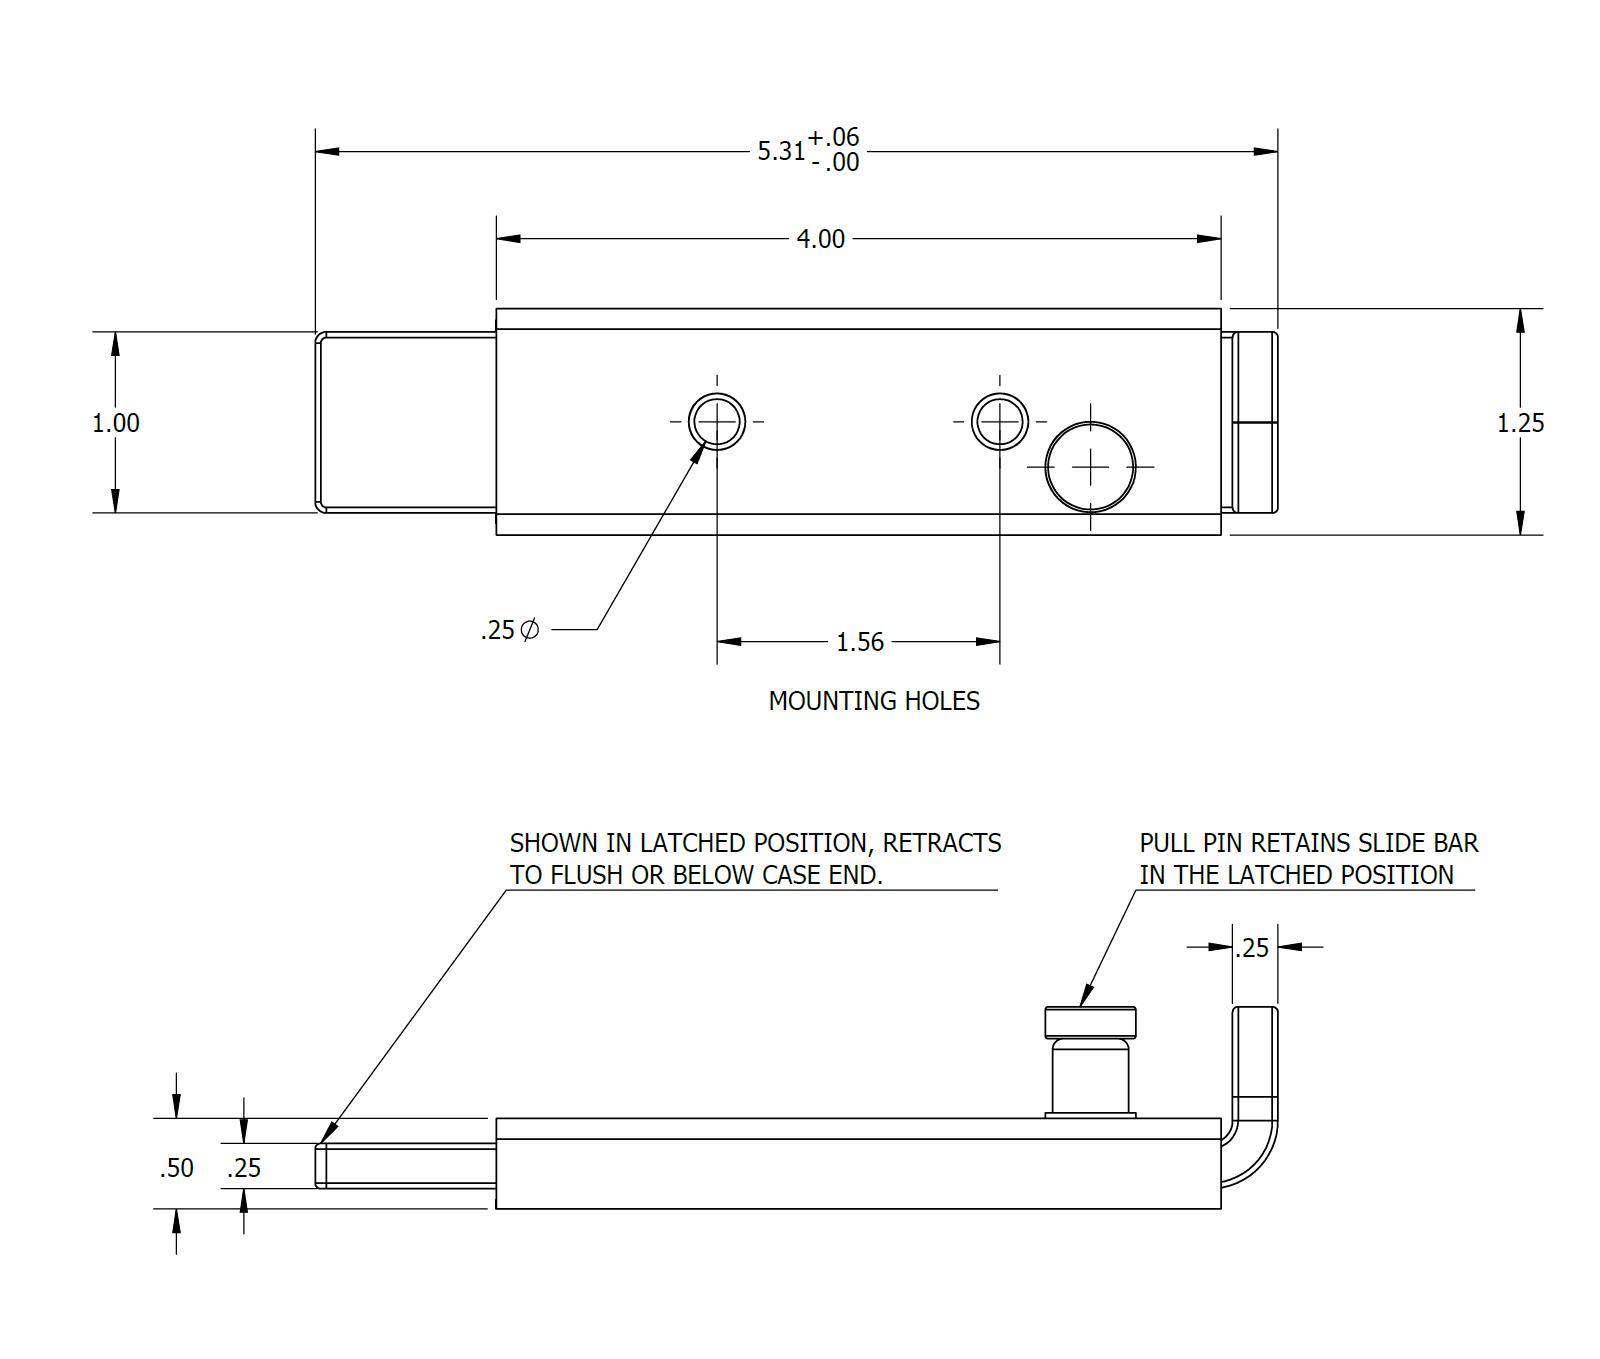 5.31 +.06
- .00
4.00
1.00
1.25
.25 ∅
1.56
MOUNTING HOLES
SHOWN IN LATCHED POSITION, RETRACTS
TO FLUSH OR BELOW CASE END.
PULL PIN RETAINS SLIDE BAR
IN THE LATCHED POSITION
.25
.50
.25